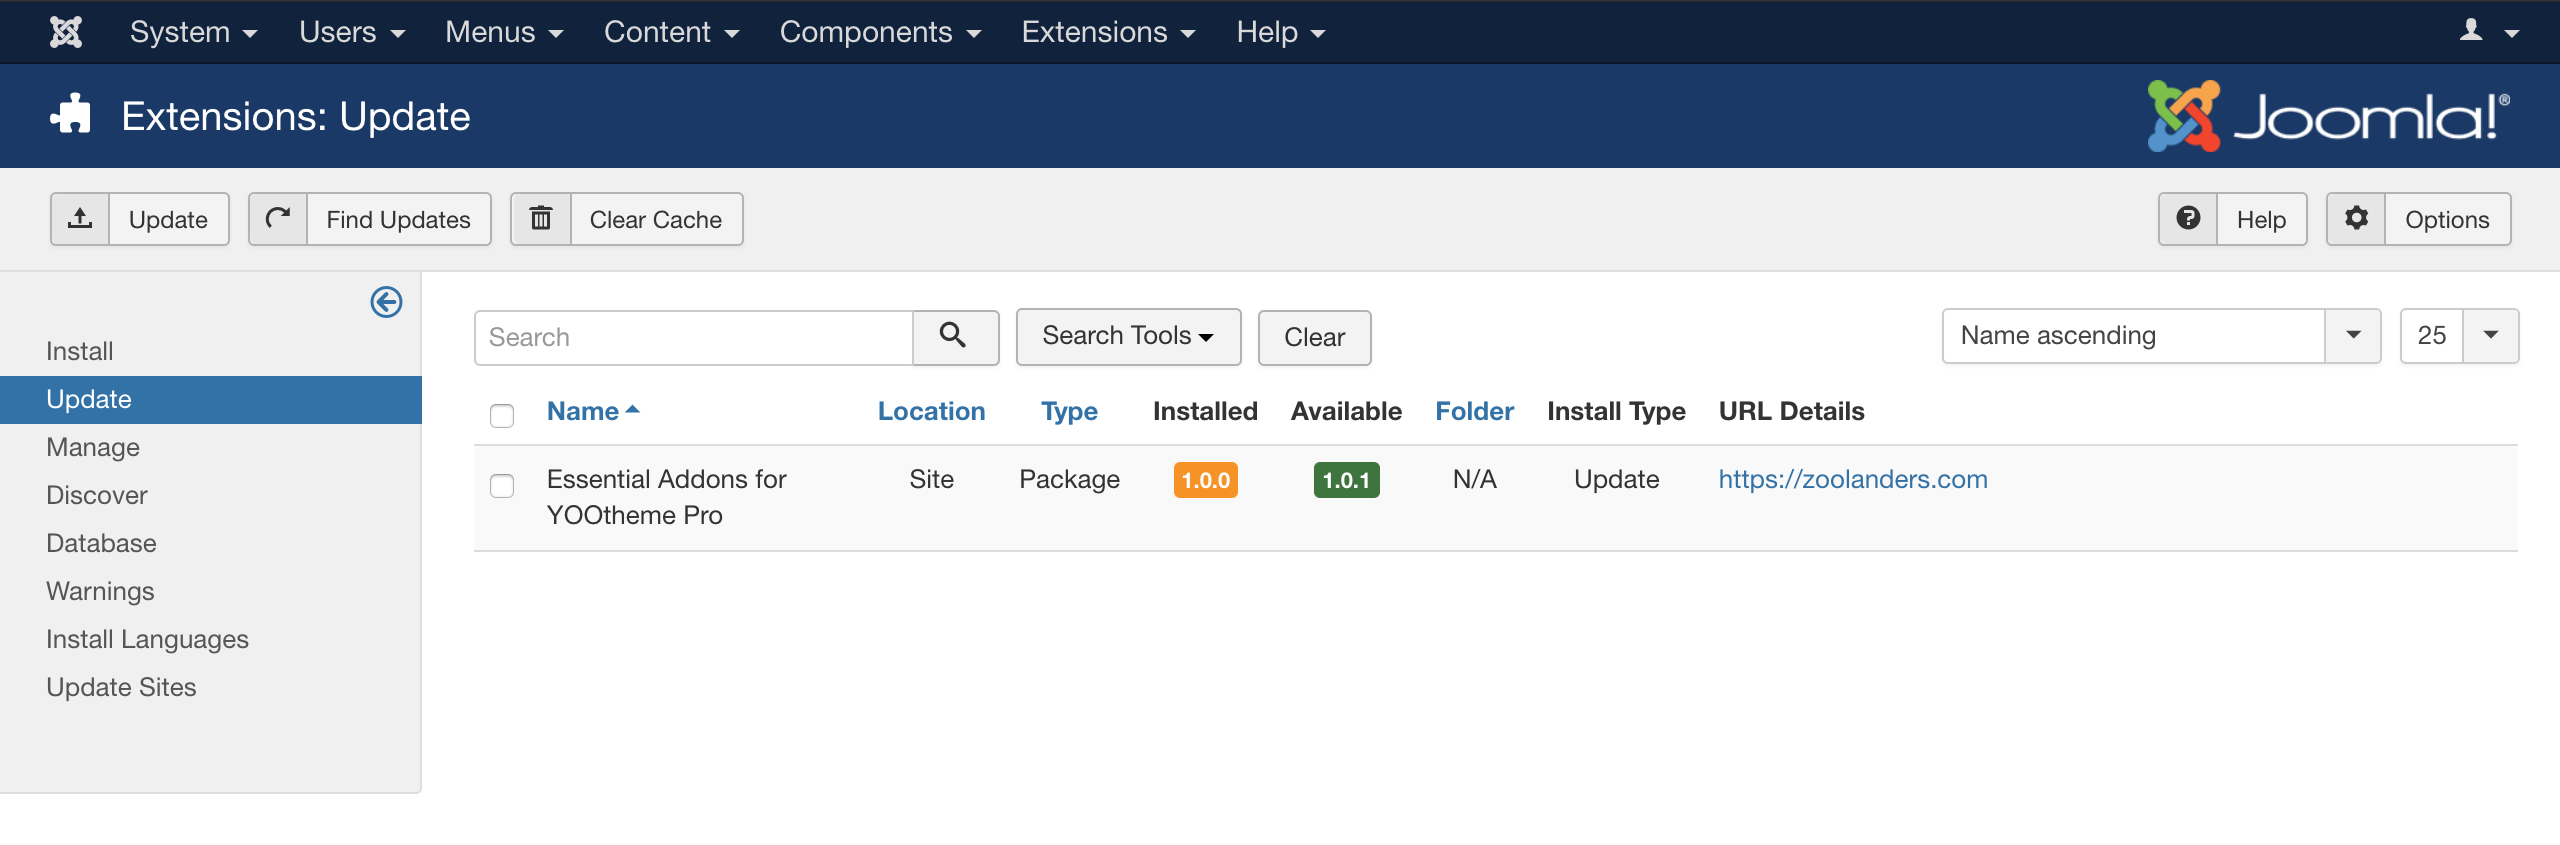 System Users Menus Content Components Extensions Help
Extensions: Update
Joomla!®
Update Find Updates Clear Cache Help Options
Install
Update
Manage
Discover
Database
Warnings
Install Languages
Update Sites
Search Search Tools Clear Name ascending 25
Name Location Type Installed Available Folder Install Type URL Details
Essential Addons for Site Package 1.0.0 1.0.1 N/A Update https://zoolanders.com
YOOtheme Pro